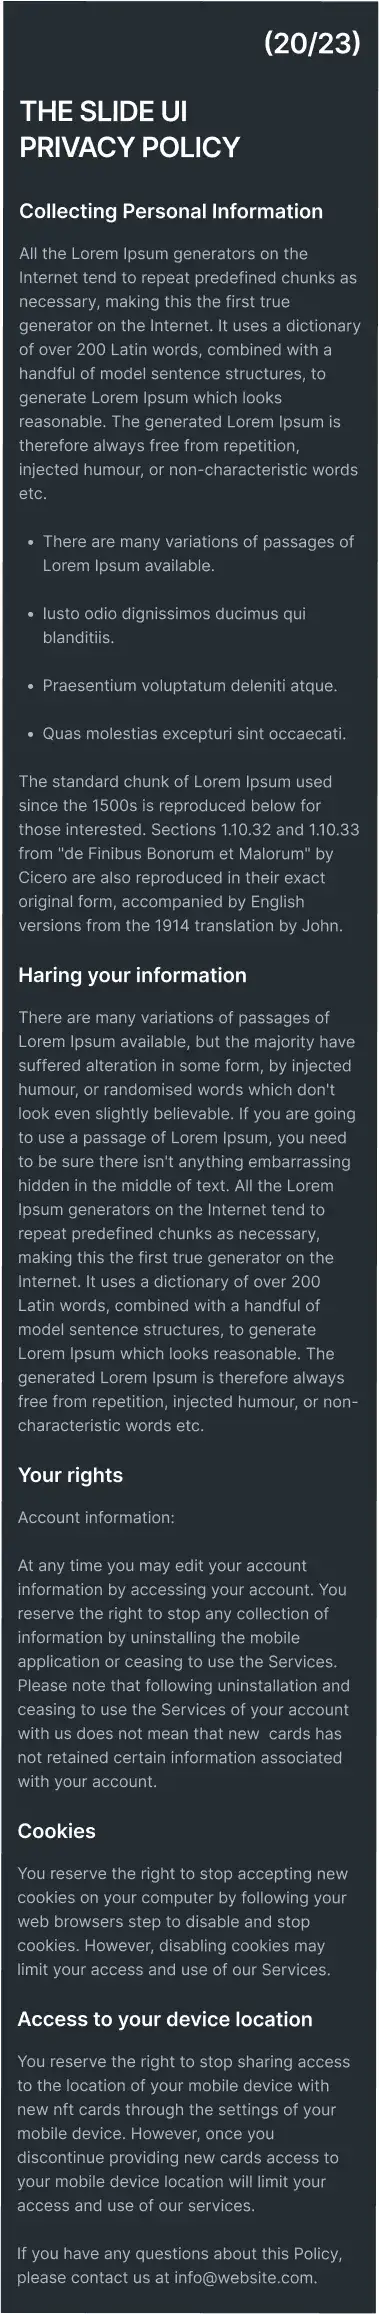 (20/23)
THE SLIDE UI
PRIVACY POLICY
Collecting Personal Information
All the Lorem Ipsum generators on the
Internet tend to repeat predefined chunks as
necessary, making this the first true
generator on the Internet. It uses a dictionary
of over 200 Latin words, combined with a
handful of model sentence structures, to
generate Lorem Ipsum which looks
reasonable. The generated Lorem Ipsum is
therefore always free from repetition,
injected humour, or non-characteristic words
etc.
• There are many variations of passages of
Lorem Ipsum available.
• Iusto odio dignissimos ducimus qui
blanditiis.
• Praesentium voluptatum deleniti atque.
• Quas molestias excepturi sint occaecati.
The standard chunk of Lorem Ipsum used
since the 1500s is reproduced below for
those interested. Sections 1.10.32 and 1.10.33
from "de Finibus Bonorum et Malorum" by
Cicero are also reproduced in their exact
original form, accompanied by English
versions from the 1914 translation by John.
Haring your information
There are many variations of passages of
Lorem Ipsum available, but the majority have
suffered alteration in some form, by injected
humour, or randomised words which don't
look even slightly believable. If you are going
to use a passage of Lorem Ipsum, you need
to be sure there isn't anything embarrassing
hidden in the middle of text. All the Lorem
Ipsum generators on the Internet tend to
repeat predefined chunks as necessary,
making this the first true generator on the
Internet. It uses a dictionary of over 200
Latin words, combined with a handful of
model sentence structures, to generate
Lorem Ipsum which looks reasonable. The
generated Lorem Ipsum is therefore always
free from repetition, injected humour, or non-
characteristic words etc.
Your rights
Account information:
At any time you may edit your account
information by accessing your account. You
reserve the right to stop any collection of
information by uninstalling the mobile
application or ceasing to use the Services.
Please note that following uninstallation and
ceasing to use the Services of your account
with us does not mean that new  cards has
not retained certain information associated
with your account.
Cookies
You reserve the right to stop accepting new
cookies on your computer by following your
web browsers step to disable and stop
cookies. However, disabling cookies may
limit your access and use of our Services.
Access to your device location
You reserve the right to stop sharing access
to the location of your mobile device with
new nft cards through the settings of your
mobile device. However, once you
discontinue providing new cards access to
your mobile device location will limit your
access and use of our services.
If you have any questions about this Policy,
please contact us at info@website.com.